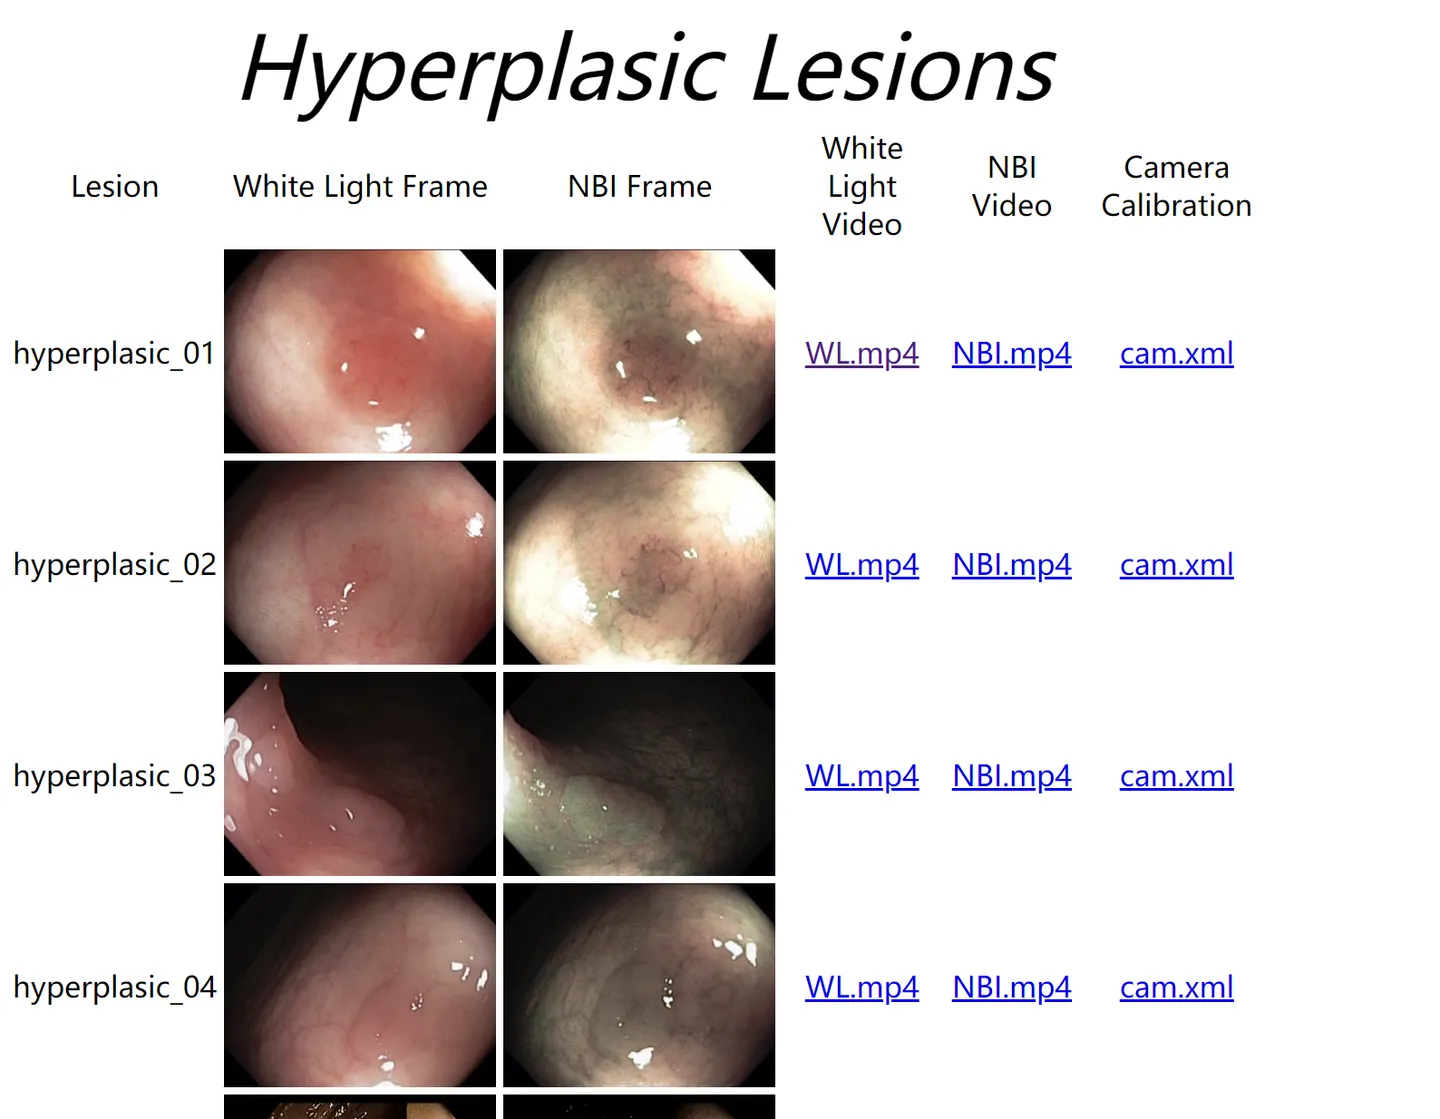 Hyperplasic Lesions
Lesion White Light Frame NBI Frame White Light Video NBI Video Camera Calibration
hyperplasic_01 WL.mp4 NBI.mp4 cam.xml
hyperplasic_02 WL.mp4 NBI.mp4 cam.xml
hyperplasic_03 WL.mp4 NBI.mp4 cam.xml
hyperplasic_04 WL.mp4 NBI.mp4 cam.xml